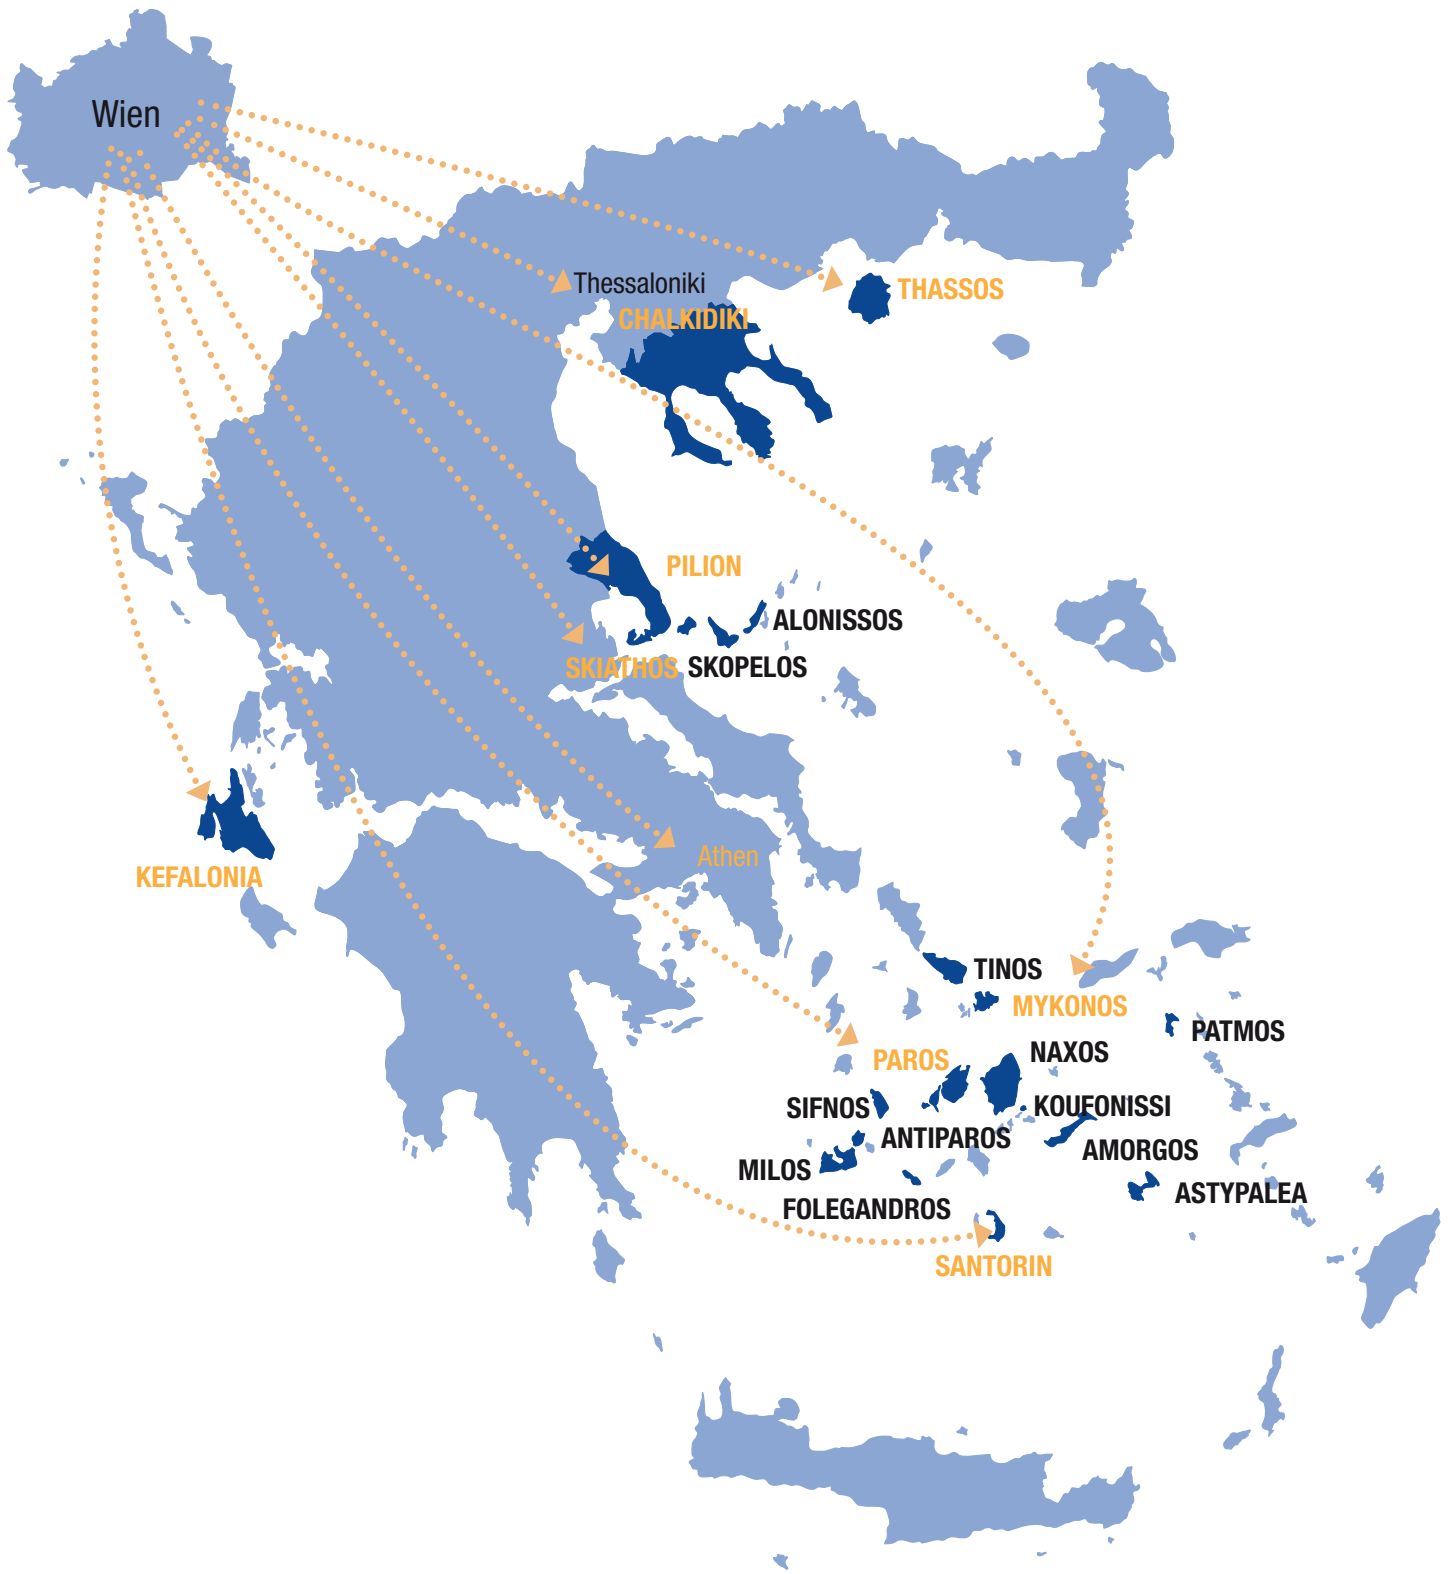 Wien
Thessaloniki
THASSOS
CHALKIDIKI
PILION
ALONISSOS
SKIATHOS
SKOPELOS
Athen
KEFALONIA
TINOS
MYKONOS
PATMOS
NAXOS
PAROS
SIFNOS
KOUFONISSI
ANTIPAROS
AMORGOS
MILOS
ASTYPALEA
FOLEGANDROS
SANTORIN